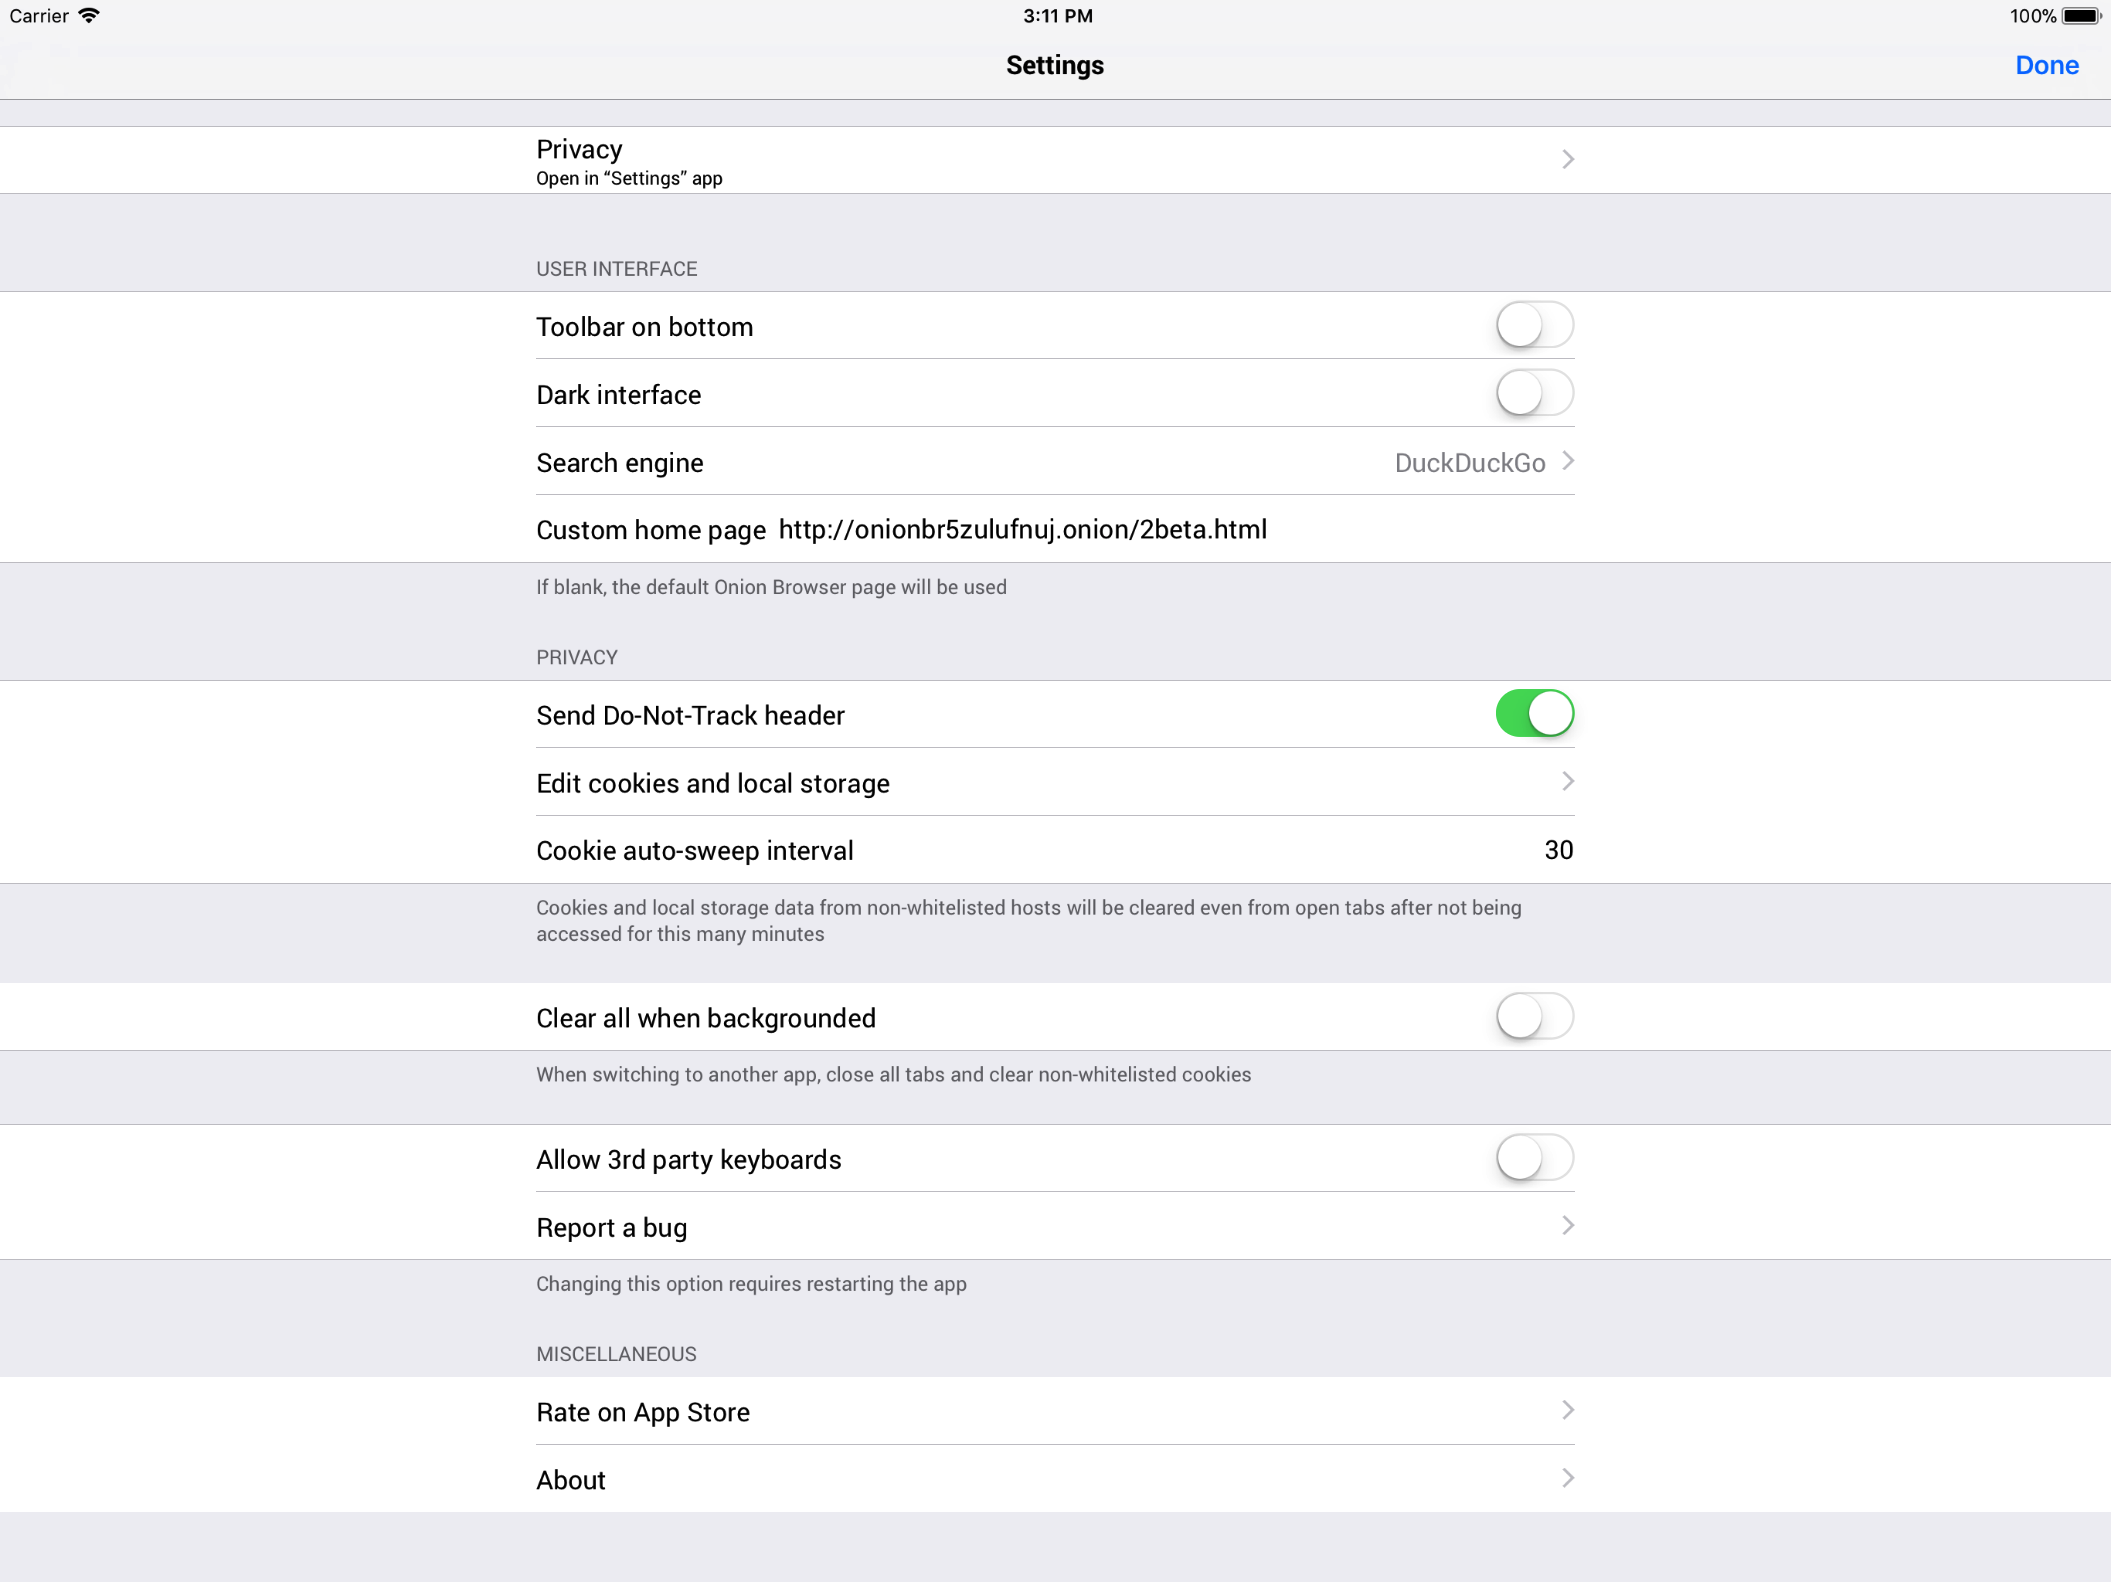 Carrier 3:11 PM 100%
Settings Done
Privacy
Open in “Settings” app
USER INTERFACE
Toolbar on bottom
Dark interface
Search engine DuckDuckGo
Custom home page http://onionbr5zulufnuj.onion/2beta.html
If blank, the default Onion Browser page will be used
PRIVACY
Send Do-Not-Track header
Edit cookies and local storage
Cookie auto-sweep interval 30
Cookies and local storage data from non-whitelisted hosts will be cleared even from open tabs after not being
accessed for this many minutes
Clear all when backgrounded
When switching to another app, close all tabs and clear non-whitelisted cookies
Allow 3rd party keyboards
Report a bug
Changing this option requires restarting the app
MISCELLANEOUS
Rate on App Store
About